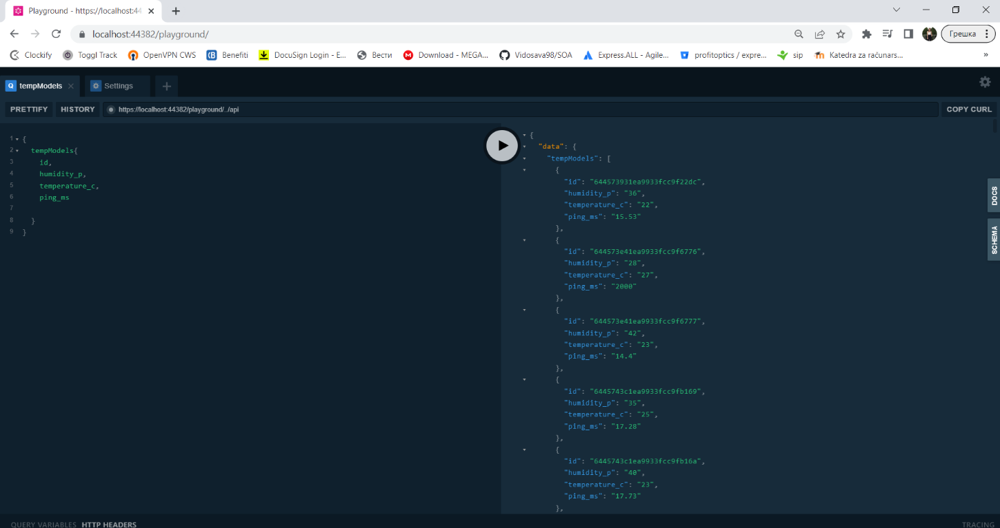 Playground - https://localhost:44
localhost:44382/playground/
Грешка
Clockify
Toggl Track
OpenVPN CWS
Benefiti
DocuSign Login - E...
Вести
Download - MEGA...
Vidosava98/SOA
Express.ALL - Agile...
profitoptics / expre...
sip
Katedra za računars...
»
Q tempModels
Settings
PRETTIFY
HISTORY
https://localhost:44382/playground/../api
COPY CURL
1 {
2 tempModels{
3 id,
4 humidity_p,
5 temperature_c,
6 ping_ms
7
8 }
9 }
{
"data": {
"tempModels": [
{
"id": "644573931ea9933fcc9f22dc",
"humidity_p": "36",
"temperature_c": "22",
"ping_ms": "15.53"
},
{
"id": "644573e41ea9933fcc9f6776",
"humidity_p": "28",
"temperature_c": "27",
"ping_ms": "2000"
},
{
"id": "644573e41ea9933fcc9f6777",
"humidity_p": "42",
"temperature_c": "23",
"ping_ms": "14.4"
},
{
"id": "6445743c1ea9933fcc9fb169",
"humidity_p": "35",
"temperature_c": "25",
"ping_ms": "17.28"
},
{
"id": "6445743c1ea9933fcc9fb16a",
"humidity_p": "40",
"temperature_c": "23",
"ping_ms": "17.73"
},
DOCS
SCHEMA
QUERY VARIABLES
HTTP HEADERS
TRACING